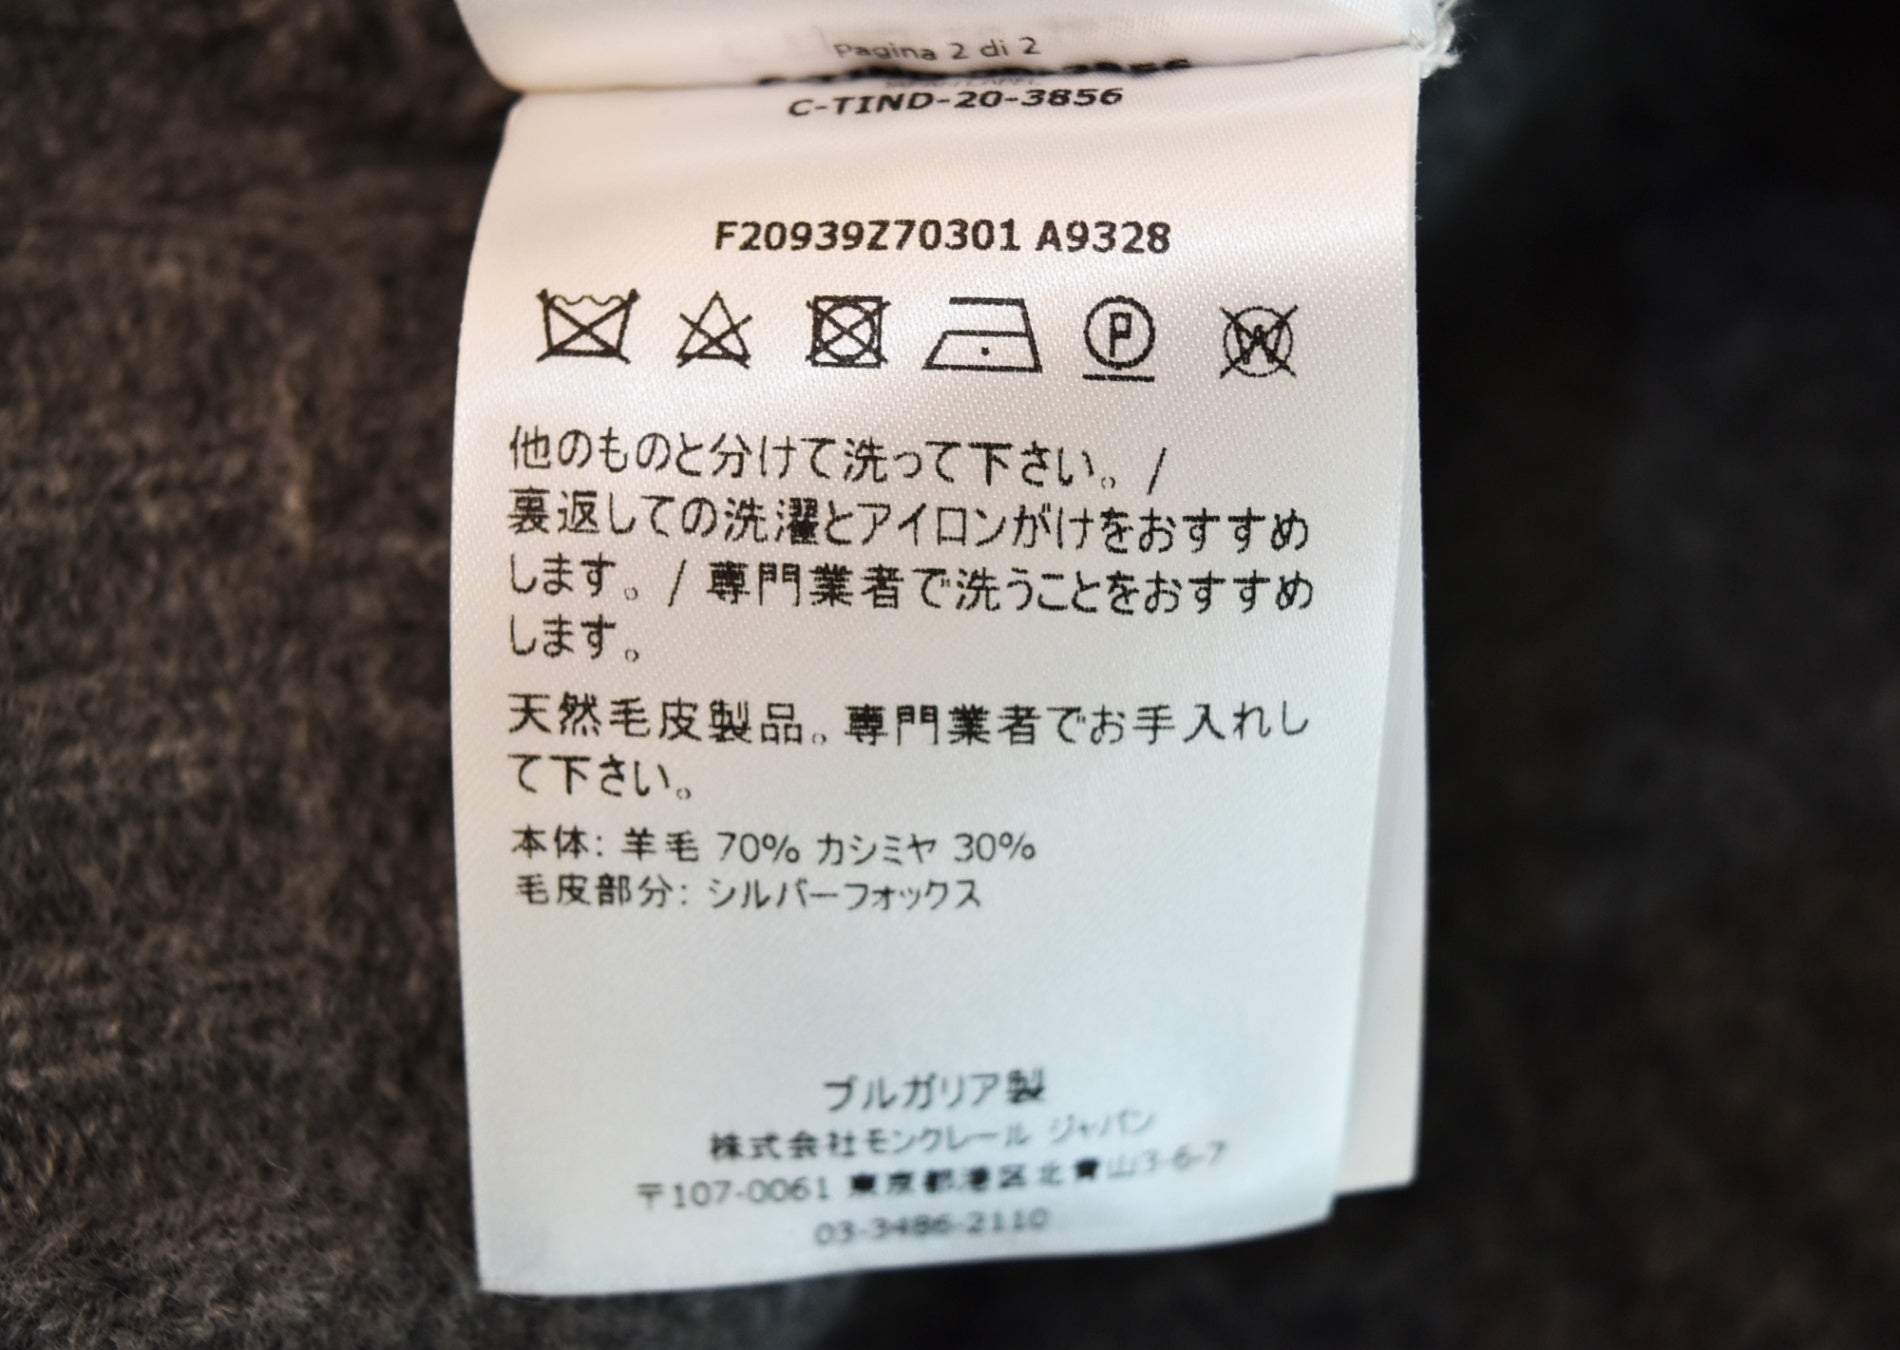 Pagina 2 di 2
C-TIND-20-3856
F20939Z70301 A9328
P
W
他のものと分けて洗って下さい。/
裏返しての洗濯とアイロンがけをおすすめ
します。/ 専門業者で洗うことをおすすめ
します。
天然毛皮製品。専門業者でお手入れし
て下さい。
本体: 羊毛 70% カシミヤ 30%
毛皮部分: シルバーフォックス
ブルガリア製
株式会社モンクレール ジャパン
〒107-0061 東京都港区北青山3-6-7
03-3486-2110